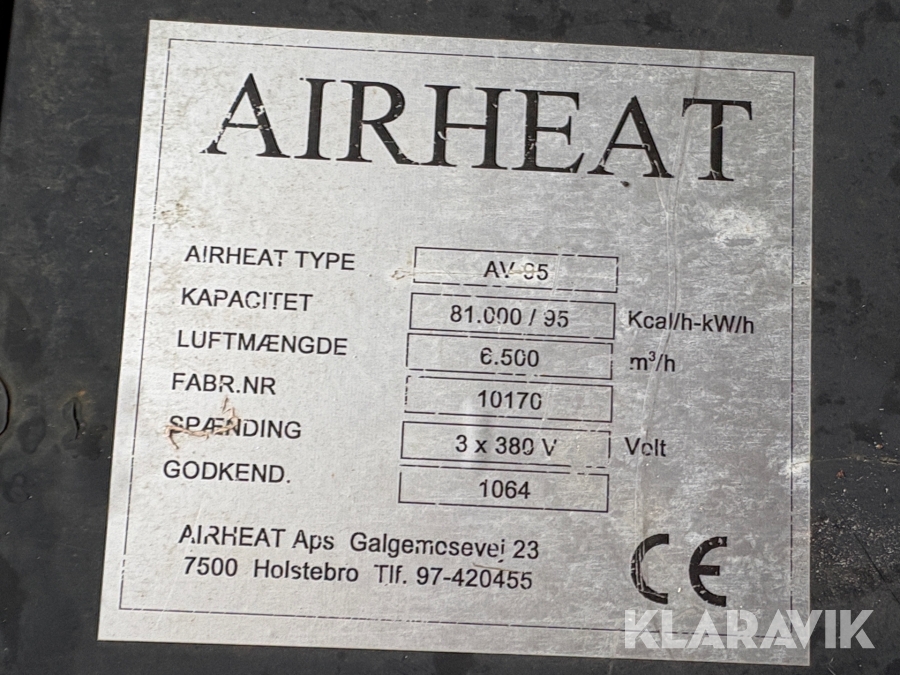 AIRHEAT
AIRHEAT TYPE AV-95
KAPACITET 81.000 / 95 Kcal/h-kW/h
LUFTMÆNGDE 6.500 m³/h
FABR.NR 10170
SPÆNDING 3 x 380 V Volt
GODKEND. 1064
AIRHEAT Aps Galgemosevej 23
7500 Holstebro Tlf. 97-420455
CE
KLARAVIK